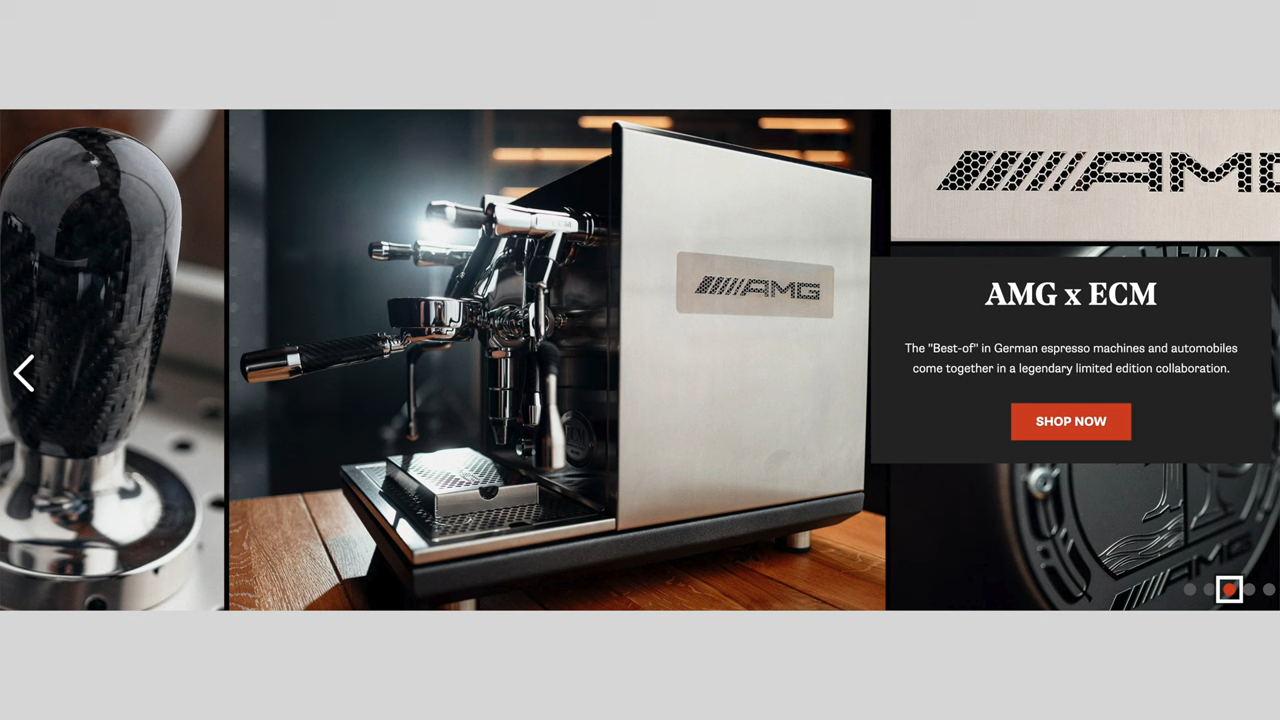 AMG
AMG
AMG x ECM
The "Best-of" in German espresso machines and automobiles
come together in a legendary limited edition collaboration.
SHOP NOW
AMG